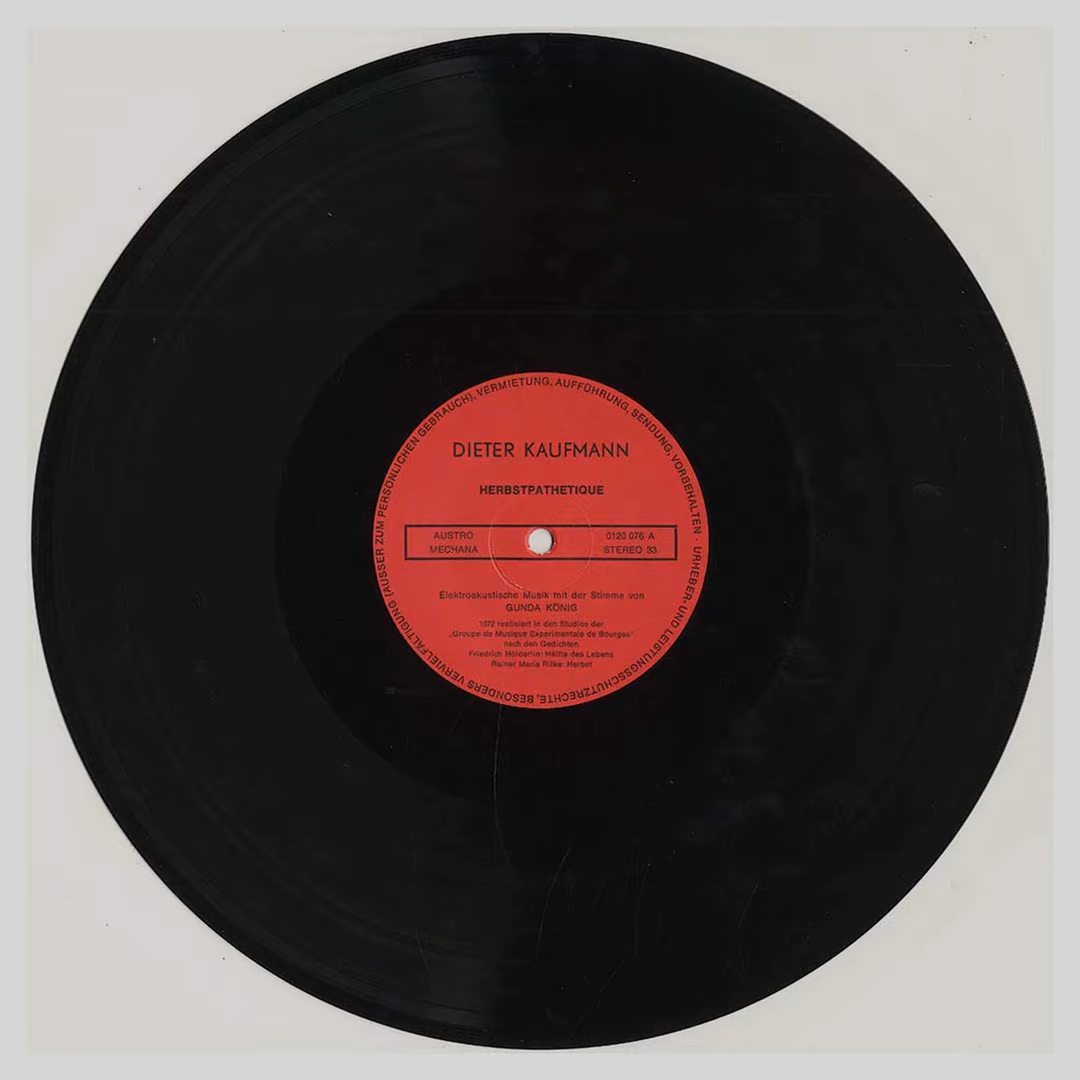 DIETER KAUFMANN
HERBSTPATHETIQUE
AUSTRO
MECHANA
0120 076 A
STEREO 33
Elektroakustische Musik mit der Stimme von
GUNDA KÖNIG
1972 realisiert in den Studios der
„Groupe de Musique Experimentale de Bourges"
nach den Gedichten
Friedrich Hölderlin: Hälfte des Lebens
Rainer Maria Rilke: Herbst
URHEBER- UND LEISTUNGSSCHUTZRECHTE, BESONDERS VERVIELFÄLTIGUNG (AUSSER ZUM PERSÖNLICHEN GEBRAUCH), VERMIETUNG, AUFFÜHRUNG, SENDUNG, VORBEHALTEN -